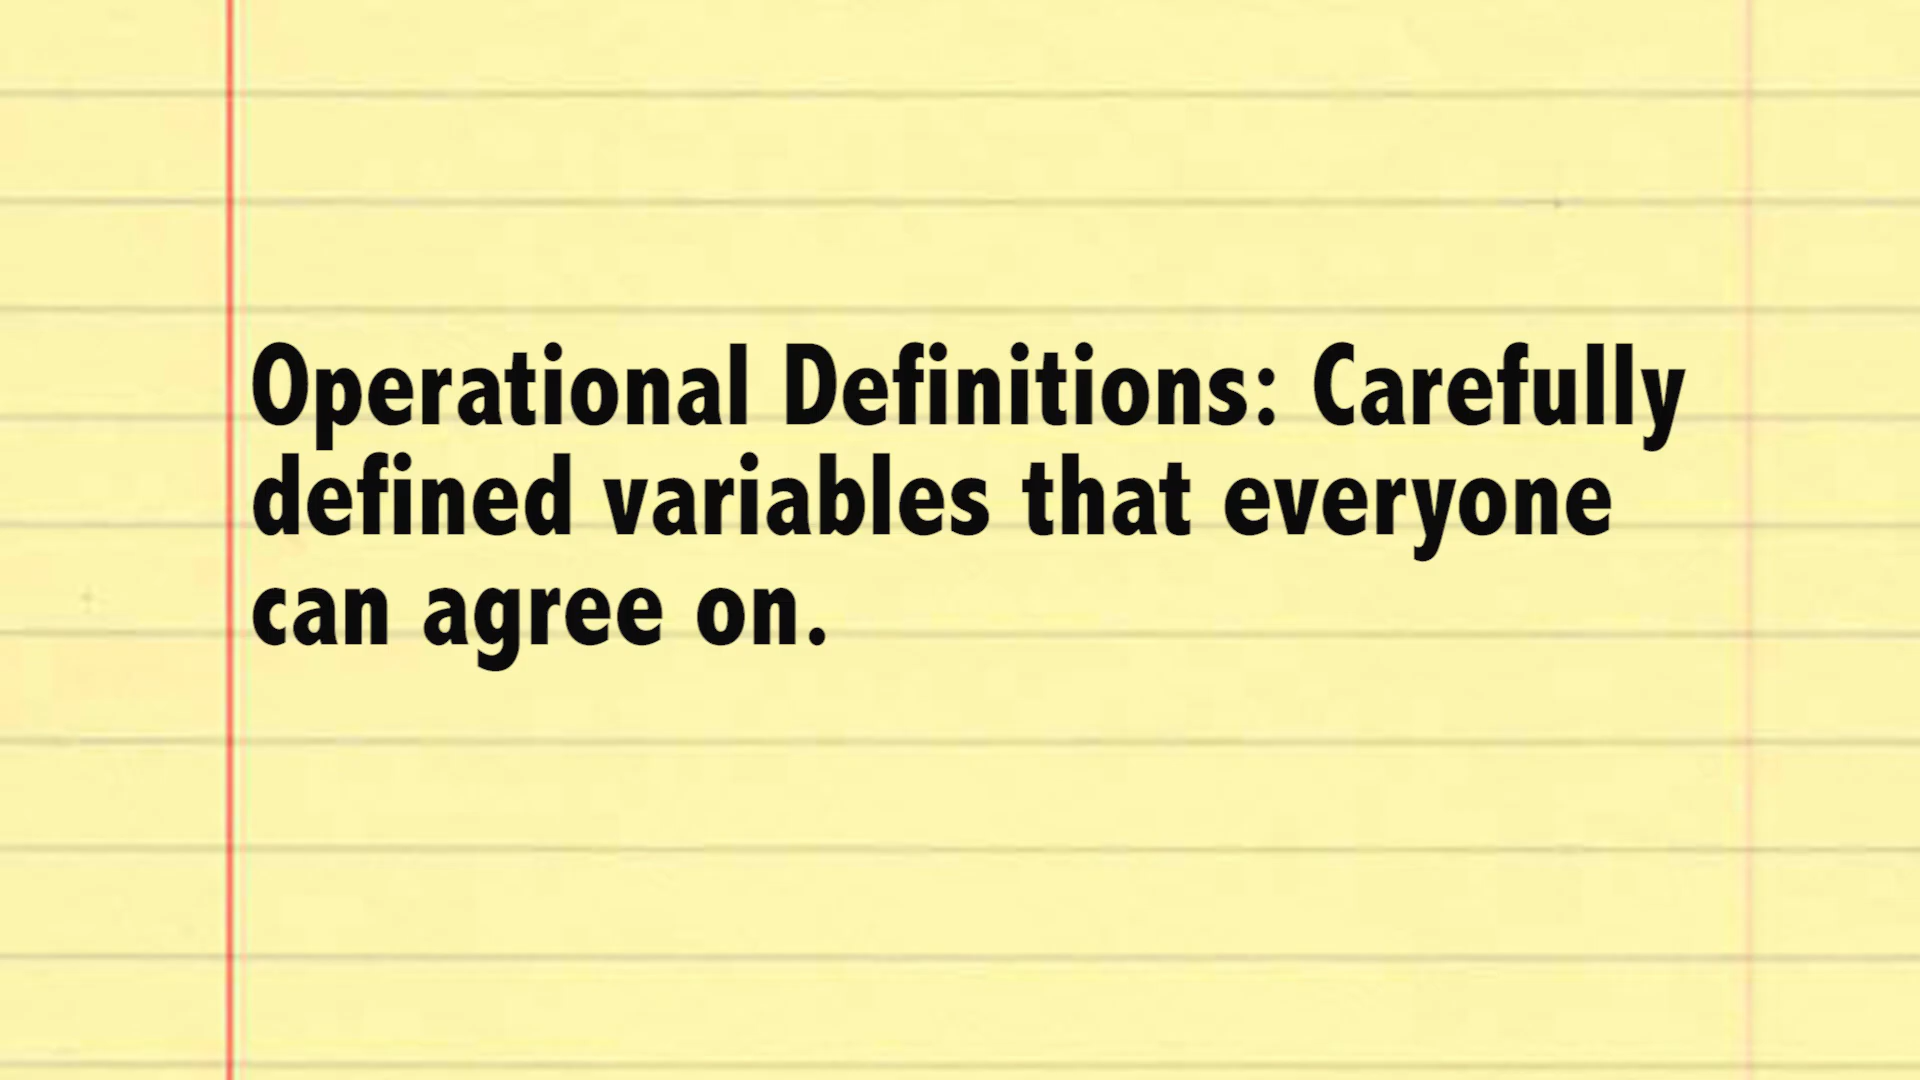 Operational Definitions: Carefully
defined variables that everyone
can agree on.